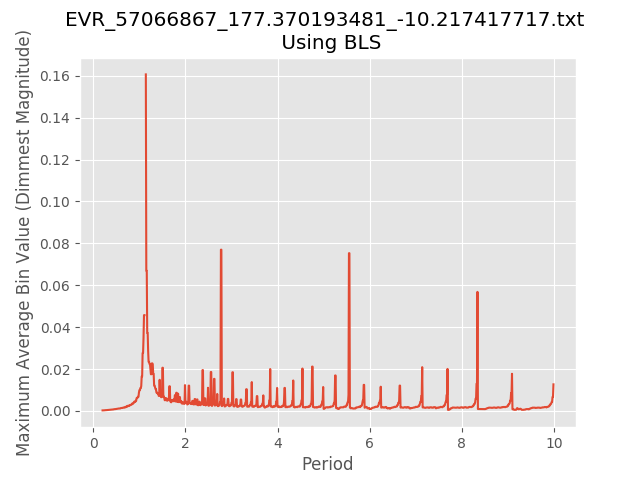 EVR_57066867_177.370193481_-10.217417717.txt
Using BLS
Maximum Average Bin Value (Dimmest Magnitude)
0.16
0.14
0.12
0.10
0.08
0.06
0.04
0.02
0.00
0 2 4 6 8 10
Period